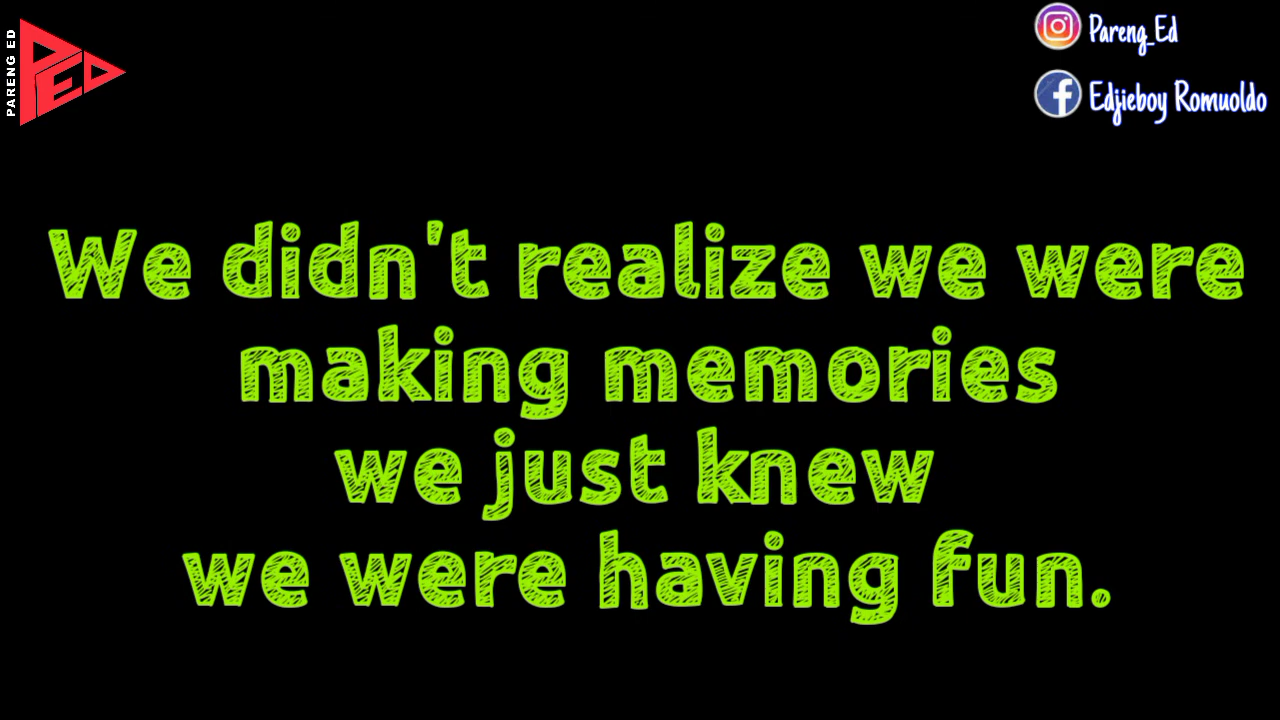 PARENG ED
PED
Pareng_Ed
Edjieboy Romuoldo
We didn't realize we were
making memories
we just knew
we were having fun.